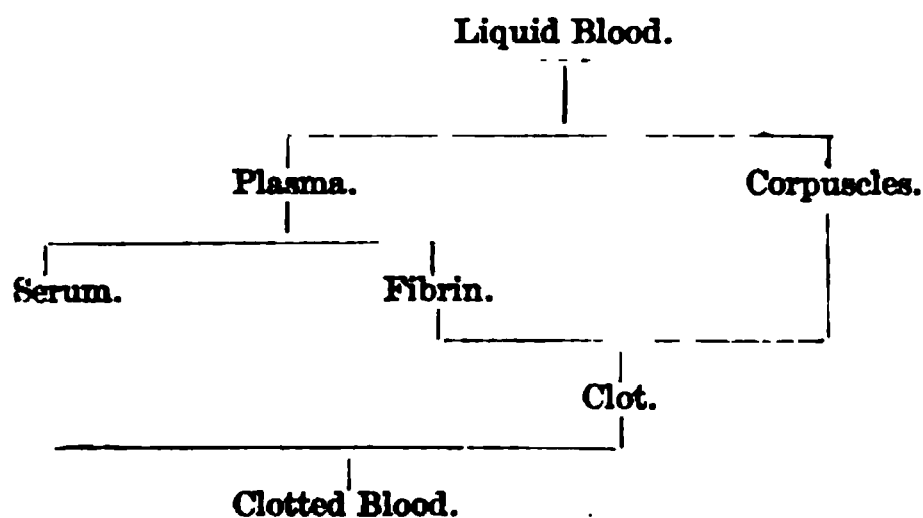 Liquid Blood.
Plasma. Corpuscles.
Serum. Fibrin.
Clot.
Clotted Blood.